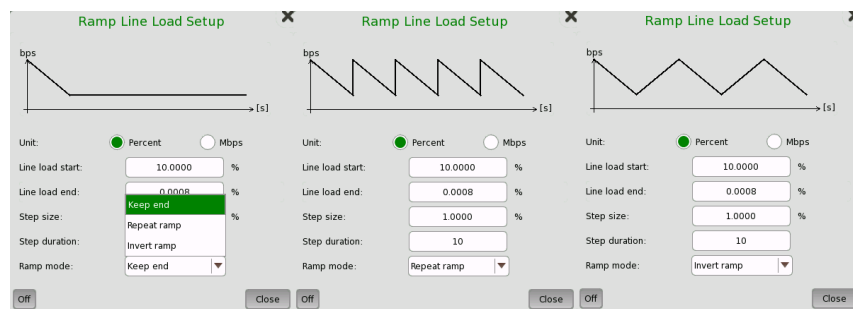 Ramp Line Load Setup
bps
[s]
Unit: Percent Mbps
Line load start: 10.0000 %
Line load end: 0.0008 %
Step size: %
Keep end
Repeat ramp
Invert ramp
Step duration:
Ramp mode: Keep end
Off Close
Ramp Line Load Setup
bps
[s]
Unit: Percent Mbps
Line load start: 10.0000 %
Line load end: 0.0008 %
Step size: 1.0000 %
Step duration: 10
Ramp mode: Repeat ramp
Off Close
Ramp Line Load Setup
bps
[s]
Unit: Percent Mbps
Line load start: 10.0000 %
Line load end: 0.0008 %
Step size: 1.0000 %
Step duration: 10
Ramp mode: Invert ramp
Off Close